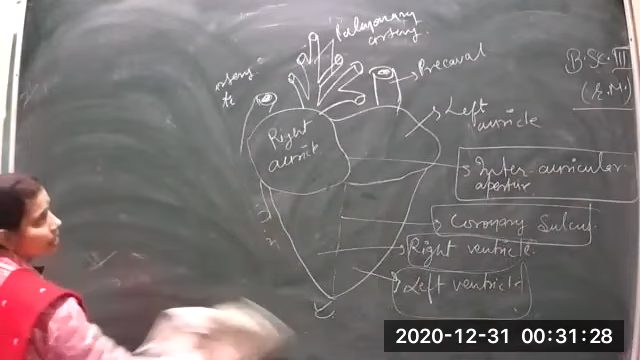 Pulmonary
artery.
Precaval
B.Sc. III
(E.M.)
Left
auricle
Right
auricle
Inter-auricular
aperture
Coronary Sulcus.
Right ventricle.
Left ventricle
2020-12-31 00:31:28